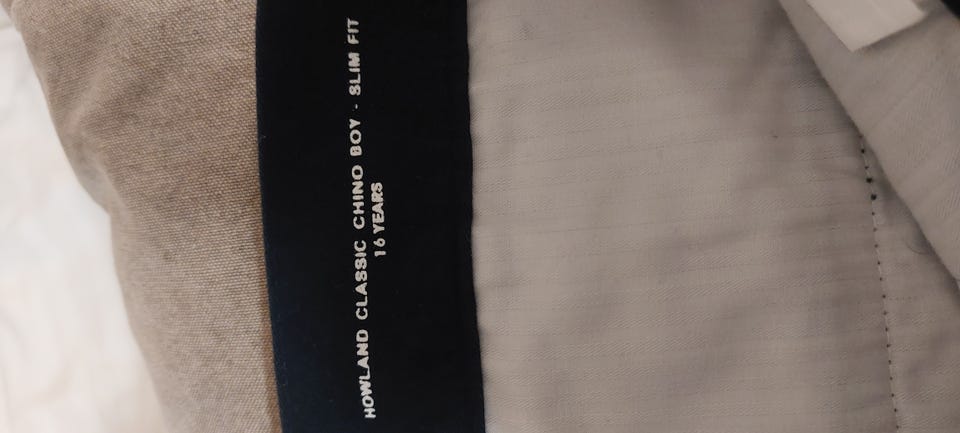 HOWLAND CLASSIC CHINO BOY - SLIM FIT
16 YEARS